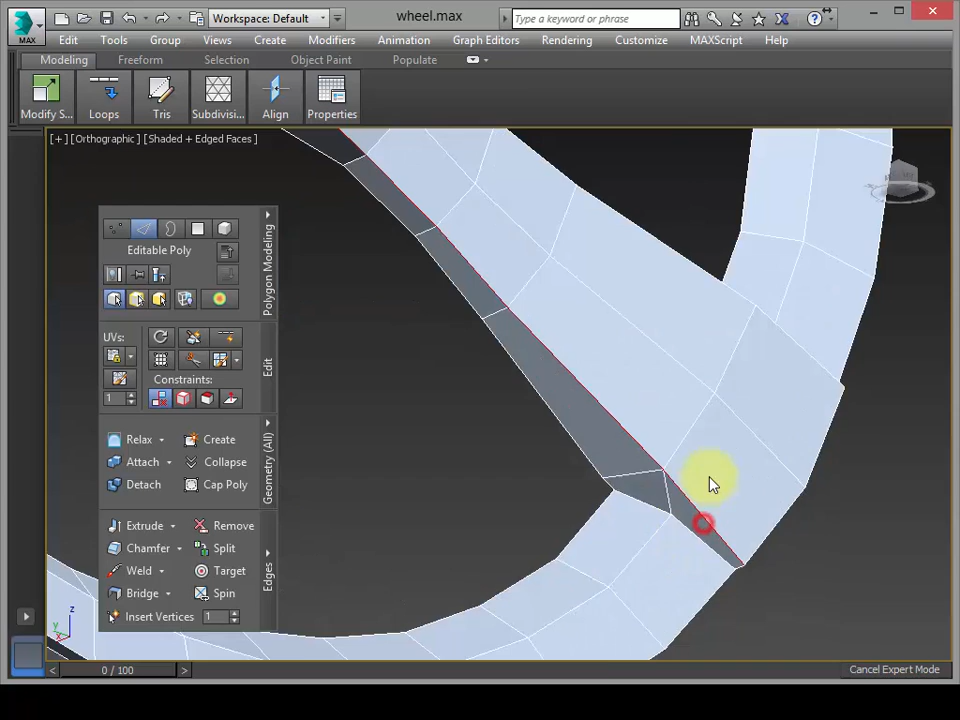 MAX
Workspace: Default
wheel.max
Type a keyword or phrase
Edit Tools Group Views Create Modifiers Animation Graph Editors Rendering Customize MAXScript Help
Modeling Freeform Selection Object Paint Populate
Modify S... Loops Tris Subdivisi... Align Properties
[+] [Orthographic] [Shaded + Edged Faces]
Editable Poly
Polygon Modeling
UVs:
Edit
Constraints:
1
Relax Create
Attach Collapse
Detach Cap Poly
Geometry (All)
Extrude Remove
Chamfer Split
Weld Target
Bridge Spin
Insert Vertices 1
Edges
z
y
x
< 0 / 100 >
Cancel Expert Mode